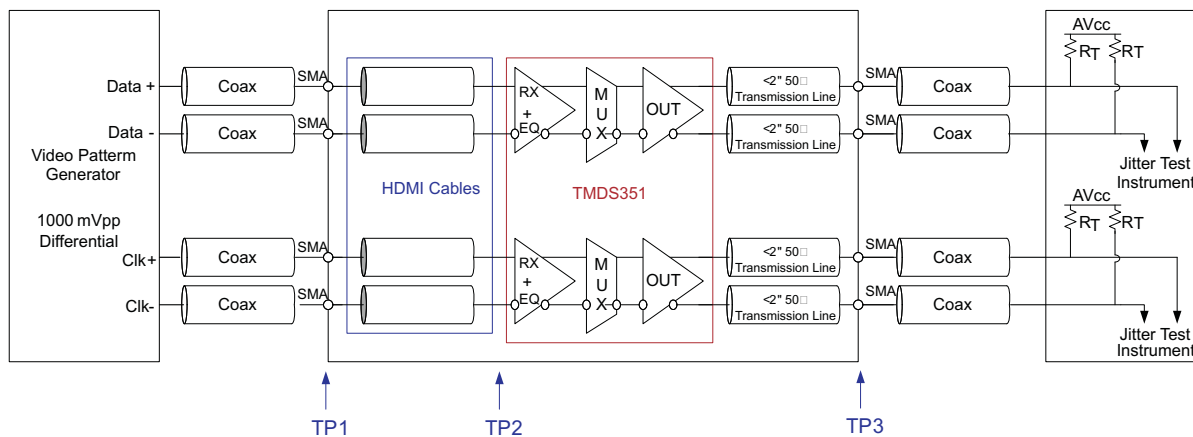 Data +
Data -
Video Patterm
Generator
1000 mVpp
Differential
Clk+
Clk-
Coax
SMA
Coax
SMA
Coax
SMA
Coax
SMA
HDMI Cables
RX
+
EQ
MUX
OUT
TMDS351
RX
+
EQ
MUX
OUT
<2" 50□
Transmission Line
<2" 50□
Transmission Line
<2" 50□
Transmission Line
<2" 50□
Transmission Line
SMA
Coax
SMA
Coax
SMA
Coax
SMA
Coax
AVcc
RT
RT
Jitter Test
Instrument
AVcc
RT
RT
Jitter Test
Instrument
TP1
TP2
TP3